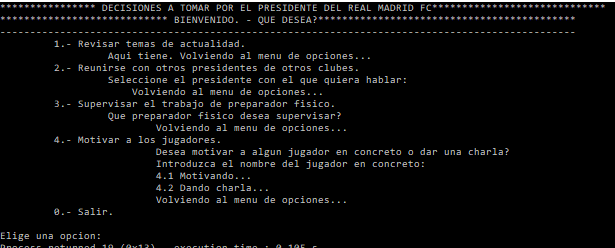 **************** DECISIONES A TOMAR POR EL PRESIDENTE DEL REAL MADRID FC*****************************
**************************** BIENVENIDO. - QUE DESEA?*******************************************
------------------------------------------------------------------------------------------------
1.- Revisar temas de actualidad.
Aqui tiene. Volviendo al menu de opciones...
2.- Reunirse con otros presidentes de otros clubes.
Seleccione el presidente con el que quiera hablar:
Volviendo al menu de opciones...
3.- Supervisar el trabajo de preparador fisico.
Que preparador fisico desea supervisar?
Volviendo al menu de opciones...
4.- Motivar a los jugadores.
Desea motivar a algun jugador en concreto o dar una charla?
Introduzca el nombre del jugador en concreto:
4.1 Motivando...
4.2 Dando charla...
Volviendo al menu de opciones...
0.- Salir.
Elige una opcion:
Process returned 19 (0x13) execution time : 0.105 s